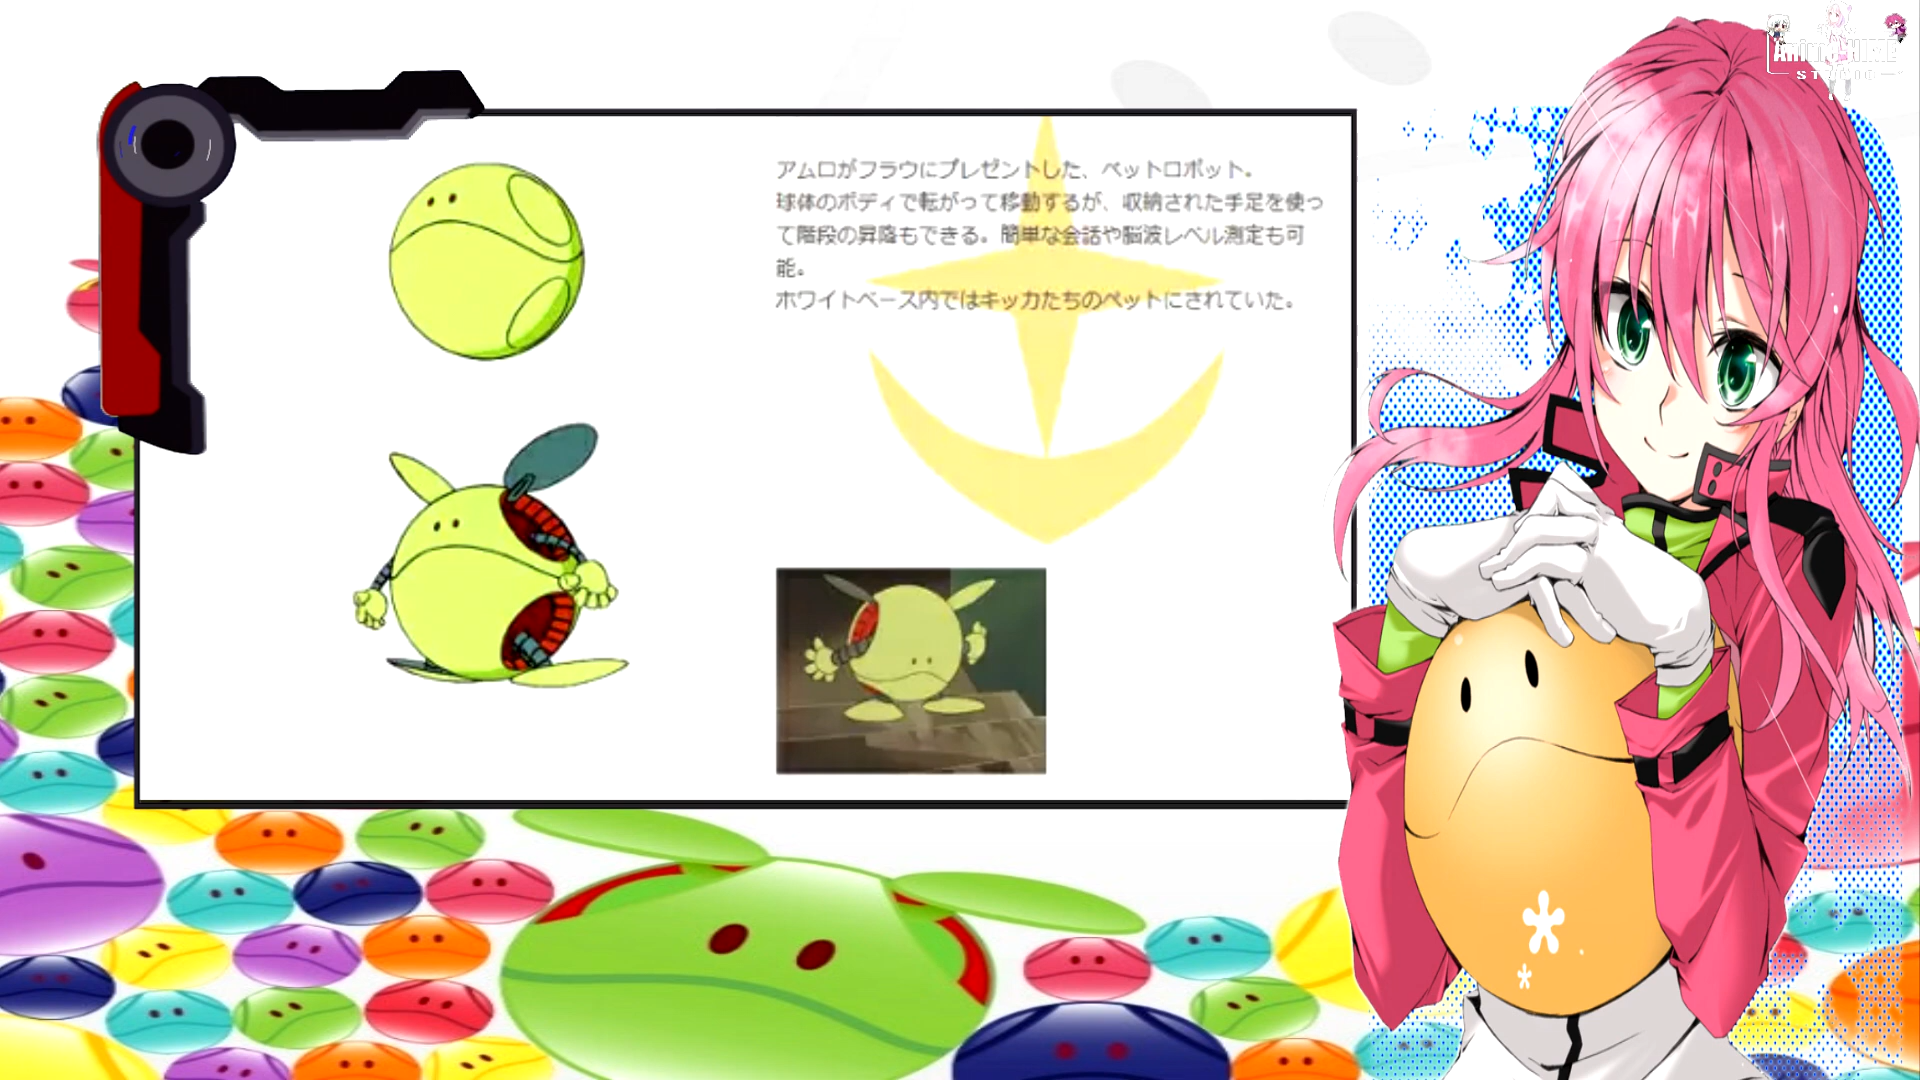 アムロがフラウにプレゼントした、ペットロボット。
球体のボディで転がって移動するが、収納された手足を使っ
て階段の昇降もできる。簡単な会話や脳波レベル測定も可
能。
ホワイトベース内ではキッカたちのペットにされていた。
Anime-HIME
STUDIO